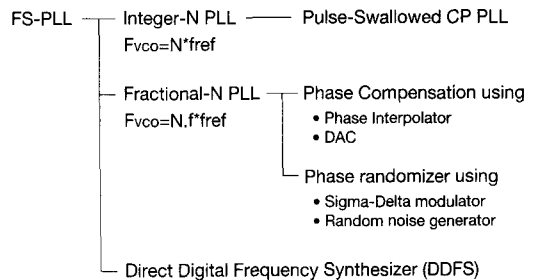 FS-PLL Integer-N PLL Pulse-Swallowed CP PLL
Fvco=N*fref
Fractional-N PLL Phase Compensation using
Fvco=N.f*fref
• Phase Interpolator
• DAC
Phase randomizer using
• Sigma-Delta modulator
• Random noise generator
Direct Digital Frequency Synthesizer (DDFS)